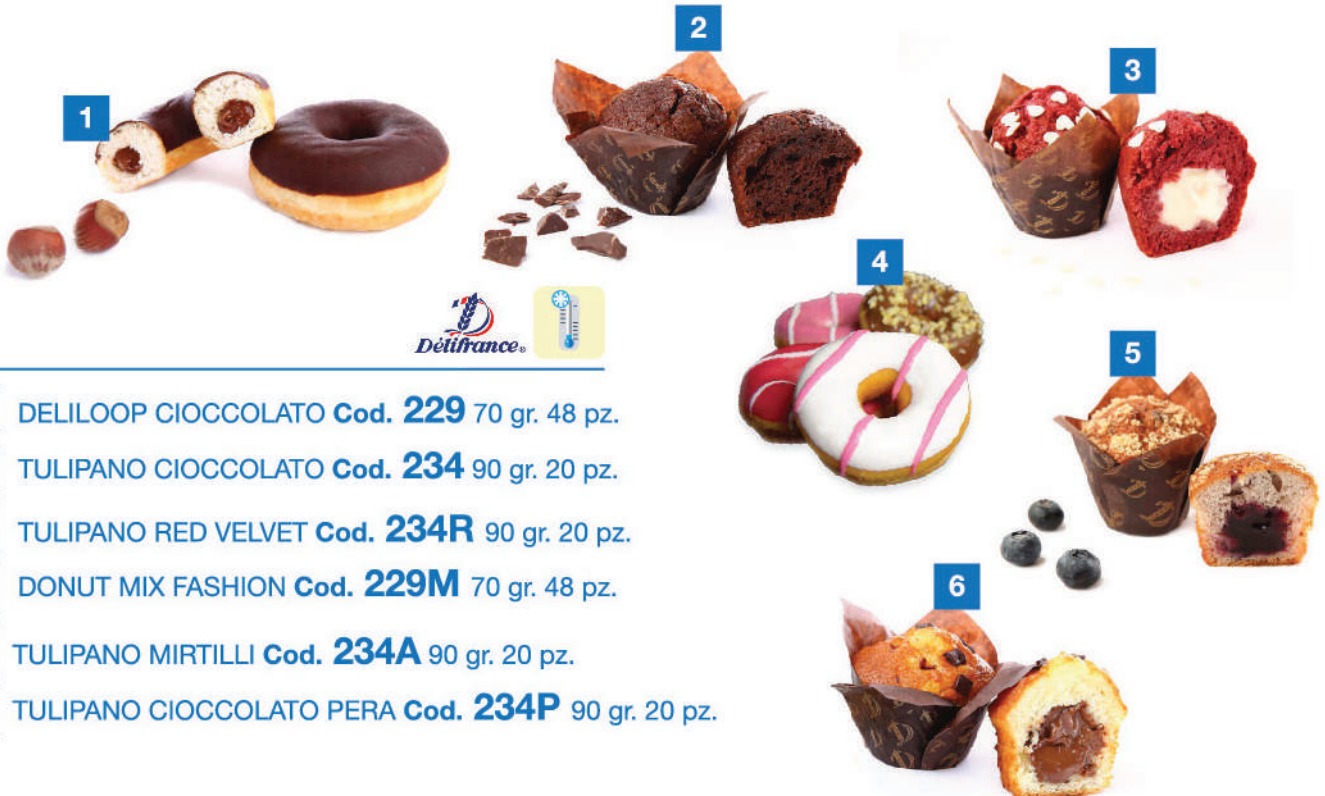 1
2
3
4
5
6
Délifrance®
DELILOOP CIOCCOLATO Cod. 229 70 gr. 48 pz.
TULIPANO CIOCCOLATO Cod. 234 90 gr. 20 pz.
TULIPANO RED VELVET Cod. 234R 90 gr. 20 pz.
DONUT MIX FASHION Cod. 229M 70 gr. 48 pz.
TULIPANO MIRTILLI Cod. 234A 90 gr. 20 pz.
TULIPANO CIOCCOLATO PERA Cod. 234P 90 gr. 20 pz.